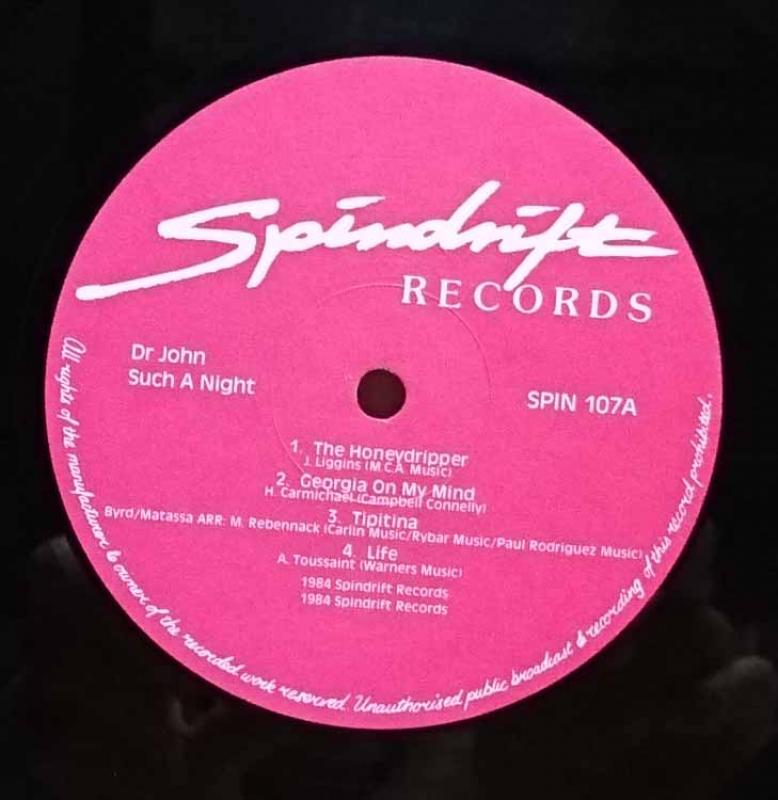 Spindrift
RECORDS
Dr John
Such A Night
SPIN 107A
1. The Honeydripper
J. Liggins (M.C.A. Music)
2. Georgia On My Mind
H. Carmichael (Campbell Connelly)
3. Tipitina
Byrd/Matassa ARR: M. Rebennack (Carlin Music/Rybar Music/Paul Rodriguez Music)
4. Life
A. Toussaint (Warners Music)
1984 Spindrift Records
1984 Spindrift Records
All rights of the manufacturer & owner of the recorded work reserved. Unauthorised public broadcast & recording of this record prohibited.